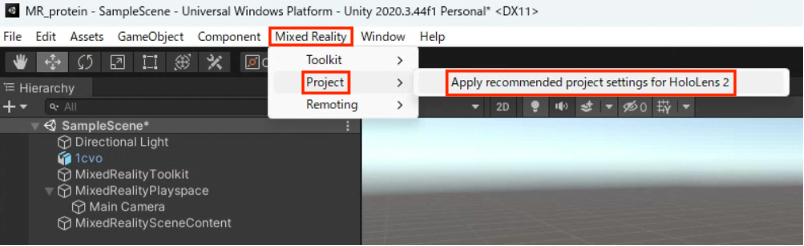 MR_protein - SampleScene - Universal Windows Platform - Unity 2020.3.44f1 Personal* <DX11>
File Edit Assets GameObject Component Mixed Reality Window Help
Toolkit
Project
Apply recommended project settings for HoloLens 2
Remoting
Hierarchy
All
2D
0
SampleScene*
Directional Light
1cvo
MixedRealityToolkit
MixedRealityPlayspace
Main Camera
MixedRealitySceneContent